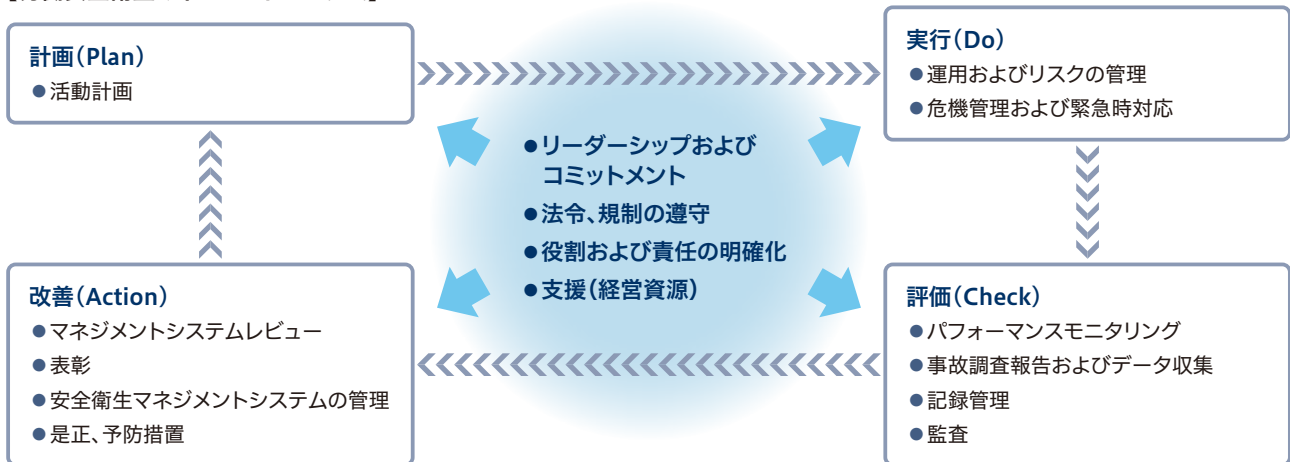 計画(Plan)
●活動計画
実行(Do)
●運用およびリスクの管理
●危機管理および緊急時対応
●リーダーシップおよび
コミットメント
●法令、規制の遵守
●役割および責任の明確化
●支援(経営資源)
改善(Action)
●マネジメントシステムレビュー
●表彰
●安全衛生マネジメントシステムの管理
●是正、予防措置
評価(Check)
●パフォーマンスモニタリング
●事故調査報告およびデータ収集
●記録管理
●監査